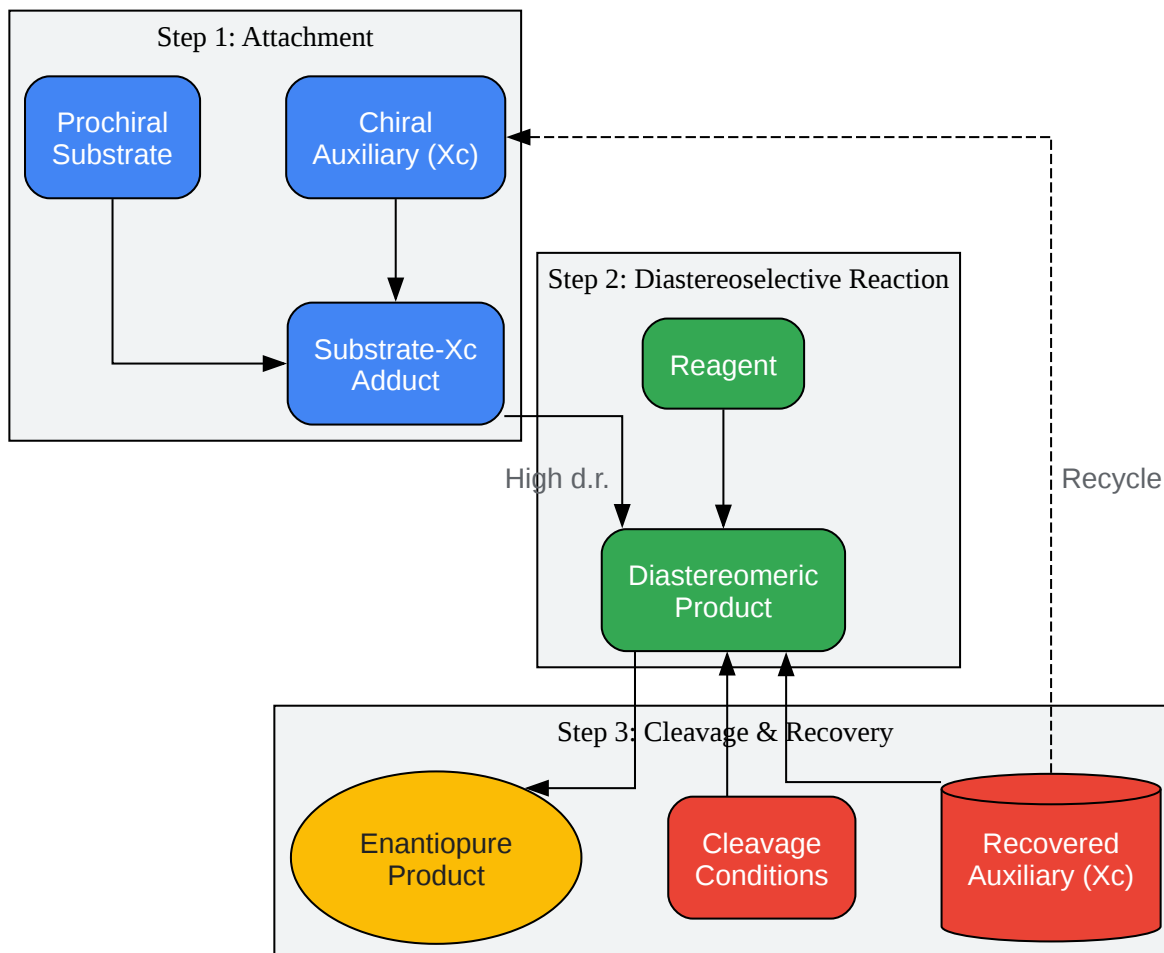 Step 1: Attachment
Prochiral
Substrate
Chiral
Auxiliary (Xc)
Substrate-Xc
Adduct
Step 2: Diastereoselective Reaction
Reagent
High d.r.
Recycle
Diastereomeric
Product
Step 3: Cleavage & Recovery
Enantiopure
Product
Cleavage
Conditions
Recovered
Auxiliary (Xc)